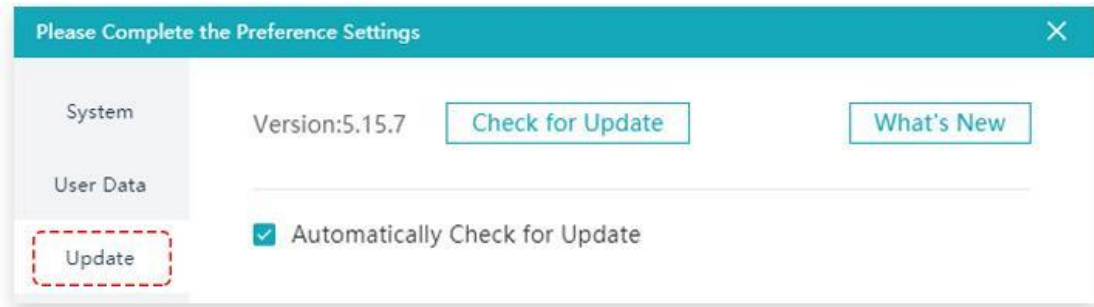 Please Complete the Preference Settings
System
Version:5.15.7 Check for Update What's New
User Data
Automatically Check for Update
Update